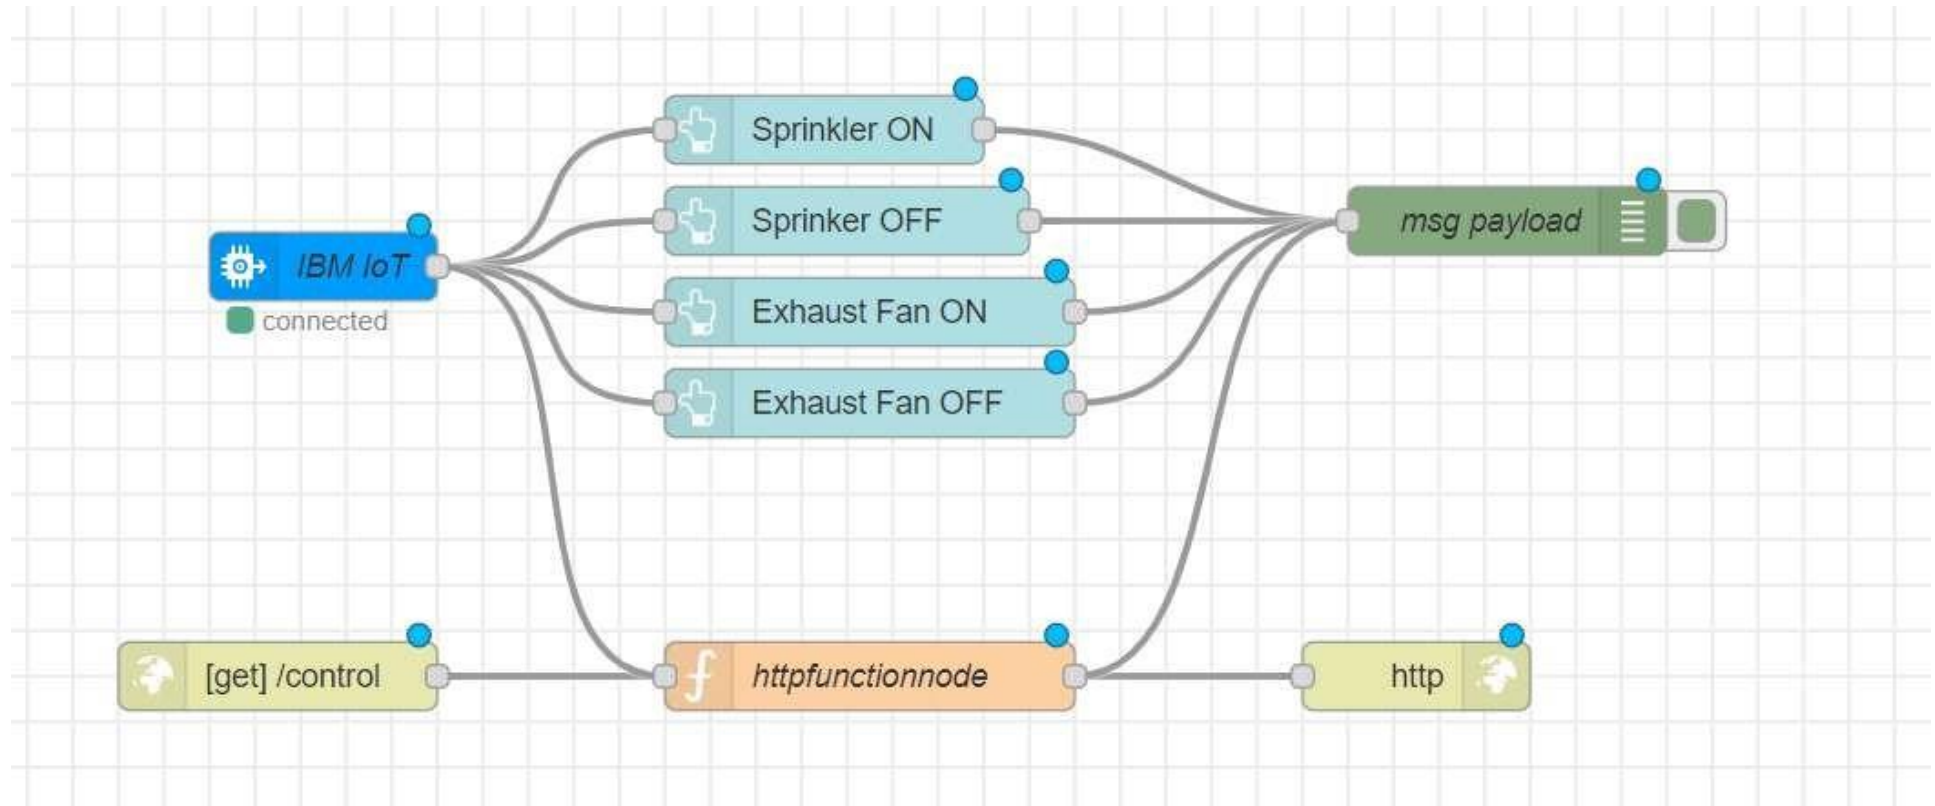 Sprinkler ON
Sprinker OFF
msg payload
IBM IoT
Exhaust Fan ON
connected
Exhaust Fan OFF
[get] /control
httpfunctionnode
http